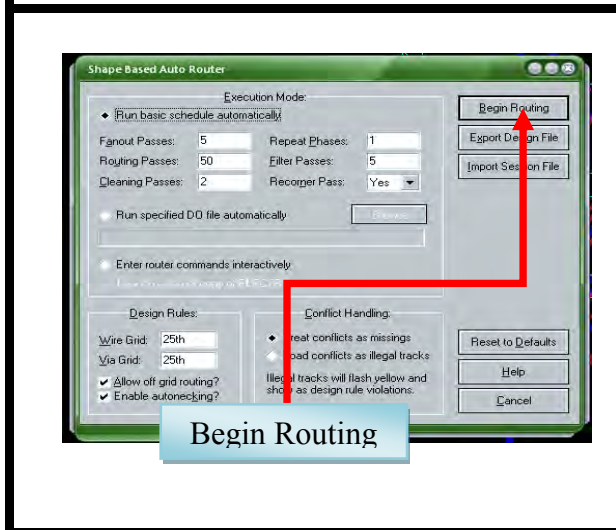 Shape Based Auto Router
Execution Mode:
Run basic schedule automatically
Fanout Passes: 5 Repeat Phases: 1
Routing Passes: 50 Filter Passes: 5
Cleaning Passes: 2 Recorner Pass: Yes
Run specified DO file automatically
Enter router commands interactively
Design Rules:
Wire Grid: 25th
Via Grid: 25th
Allow off grid routing?
Enable autonecking?
Conflict Handling:
Treat conflicts as missings
Load conflicts as illegal tracks
Illegal tracks will flash yellow and
show as design rule violations.
Begin Routing
Export Design File
Import Session File
Reset to Defaults
Help
Cancel
Begin Routing